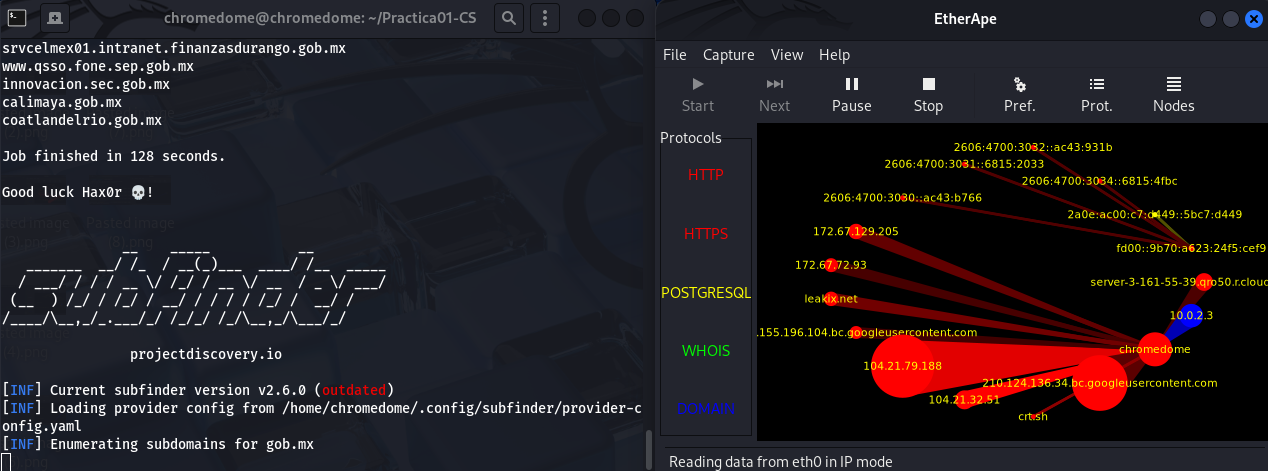 chromedome@chromedome: ~/Practica01-CS
srvcelmex01.intranet.finanzasdurango.gob.mx
www.qsso.fone.sep.gob.mx
innovacion.sec.gob.mx
calimaya.gob.mx
coatlandelrio.gob.mx
Job finished in 128 seconds.
Good luck Hax0r 💀!
subfinder
projectdiscovery.io
[INF] Current subfinder version v2.6.0 (outdated)
[INF] Loading provider config from /home/chromedome/.config/subfinder/provider-c
onfig.yaml
[INF] Enumerating subdomains for gob.mx
EtherApe
File Capture View Help
Start Next Pause Stop Pref. Prot. Nodes
Protocols
HTTP
HTTPS
POSTGRESQL
WHOIS
DOMAIN
2606:4700:3032::ac43:931b
2606:4700:3031::6815:2033
2606:4700:3034::6815:4fbc
2606:4700:3030::ac43:b766
2a0e:ac00:c7:d449::5bc7:d449
172.67.129.205
fd00::9b70:a623:24f5:cef9
172.67.72.93
server-3-161-55-39.qro50.r.cloud
leakix.net
10.0.2.3
.155.196.104.bc.googleusercontent.com
chromedome
104.21.79.188
210.124.136.34.bc.googleusercontent.com
104.21.32.51
crt.sh
Reading data from eth0 in IP mode